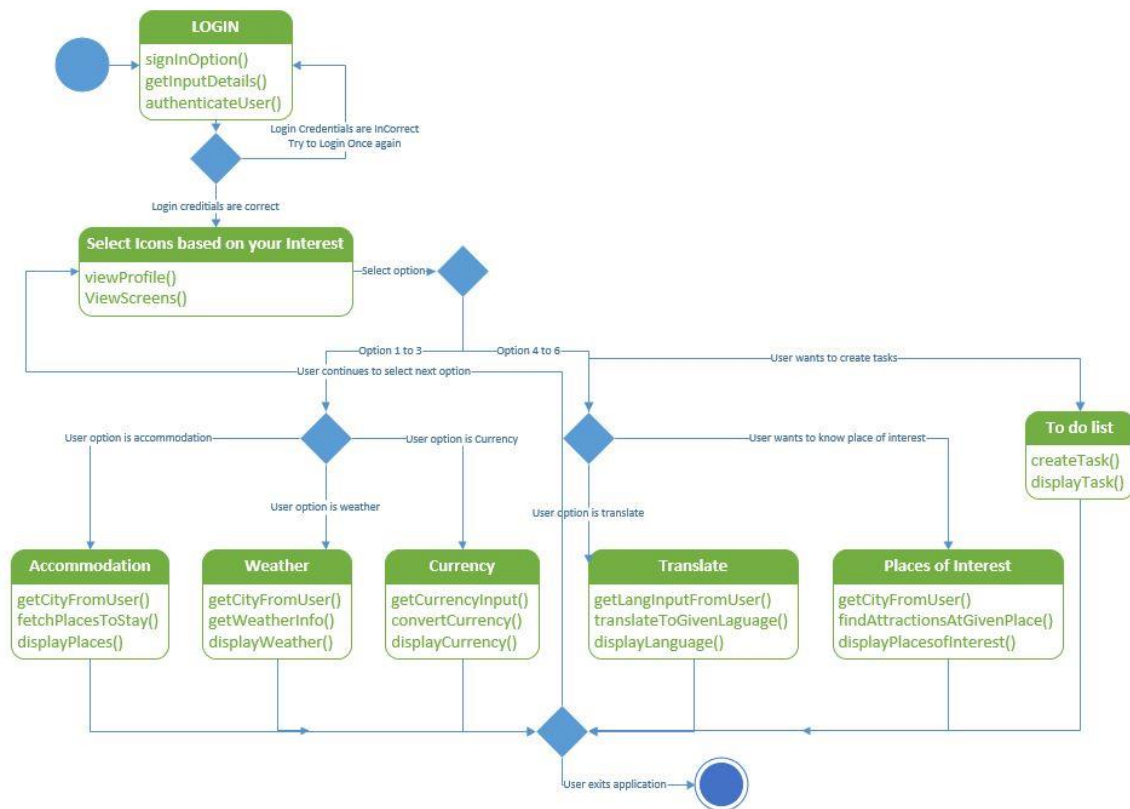 LOGIN
signInOption()
getInputDetails()
authenticateUser()
Login Credentials are InCorrect
Try to Login Once again
Login creditials are correct
Select Icons based on your Interest
viewProfile()
ViewScreens()
Select option
Option 1 to 3
Option 4 to 6
User wants to create tasks
User continues to select next option
To do list
createTask()
displayTask()
User option is accommodation
User option is Currency
User wants to know place of interest
User option is weather
User option is translate
Accommodation
getCityFromUser()
fetchPlacesToStay()
displayPlaces()
Weather
getCityFromUser()
getWeatherInfo()
displayWeather()
Currency
getCurrencyInput()
convertCurrency()
displayCurrency()
Translate
getLangInputFromUser()
translateToGivenLaguage()
displayLanguage()
Places of Interest
getCityFromUser()
findAttractionsAtGivenPlace()
displayPlacesofInterest()
User exits application